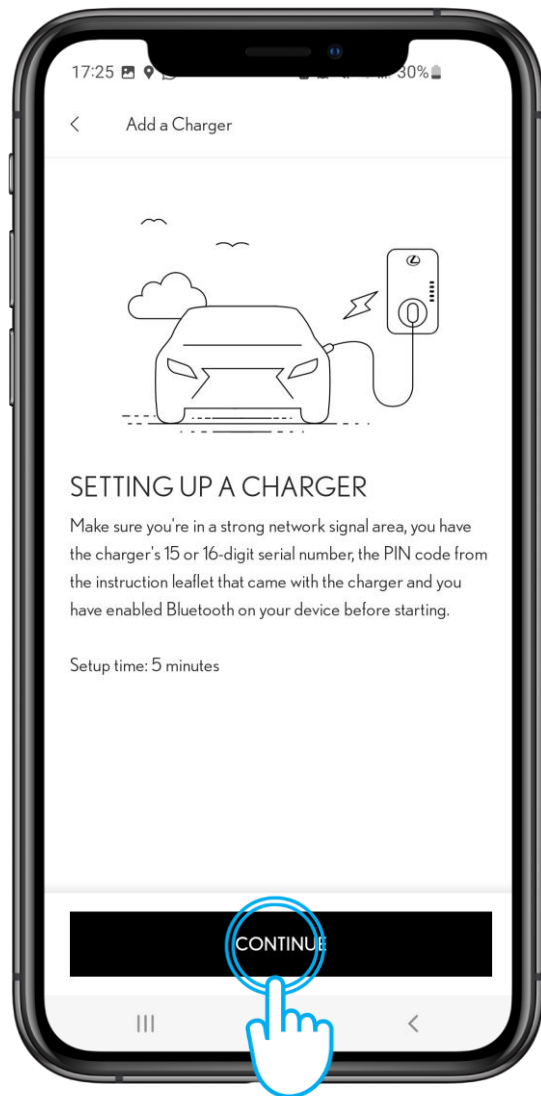 17:25 30%
Add a Charger
SETTING UP A CHARGER
Make sure you're in a strong network signal area, you have
the charger's 15 or 16-digit serial number, the PIN code from
the instruction leaflet that came with the charger and you
have enabled Bluetooth on your device before starting.
Setup time: 5 minutes
CONTINUE